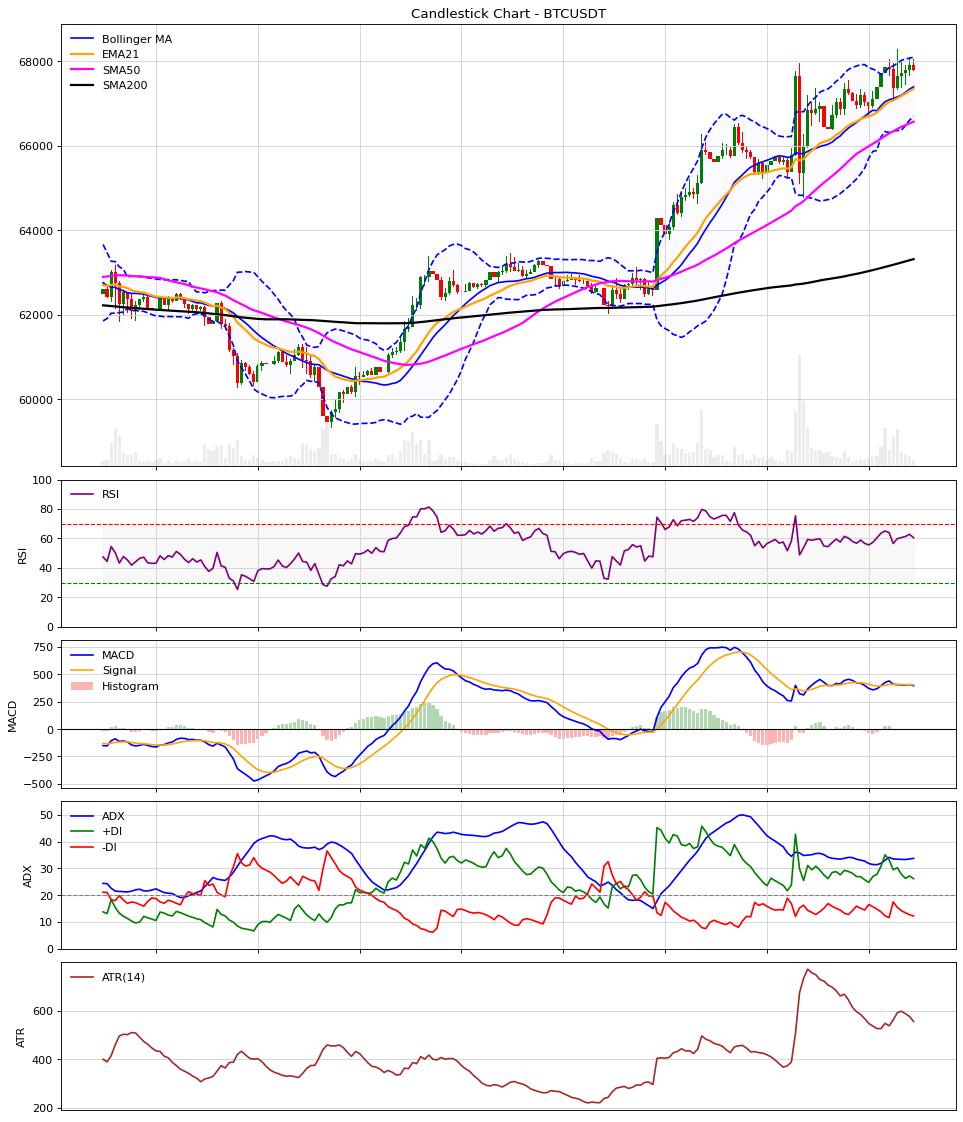 Candlestick Chart - BTCUSDT
Bollinger MA
EMA21
SMA50
SMA200
68000
66000
64000
62000
60000
RSI
RSI
100
80
60
40
20
0
MACD
Signal
Histogram
MACD
750
500
250
0
−250
−500
ADX
+DI
-DI
ADX
50
40
30
20
10
0
ATR(14)
ATR
600
400
200